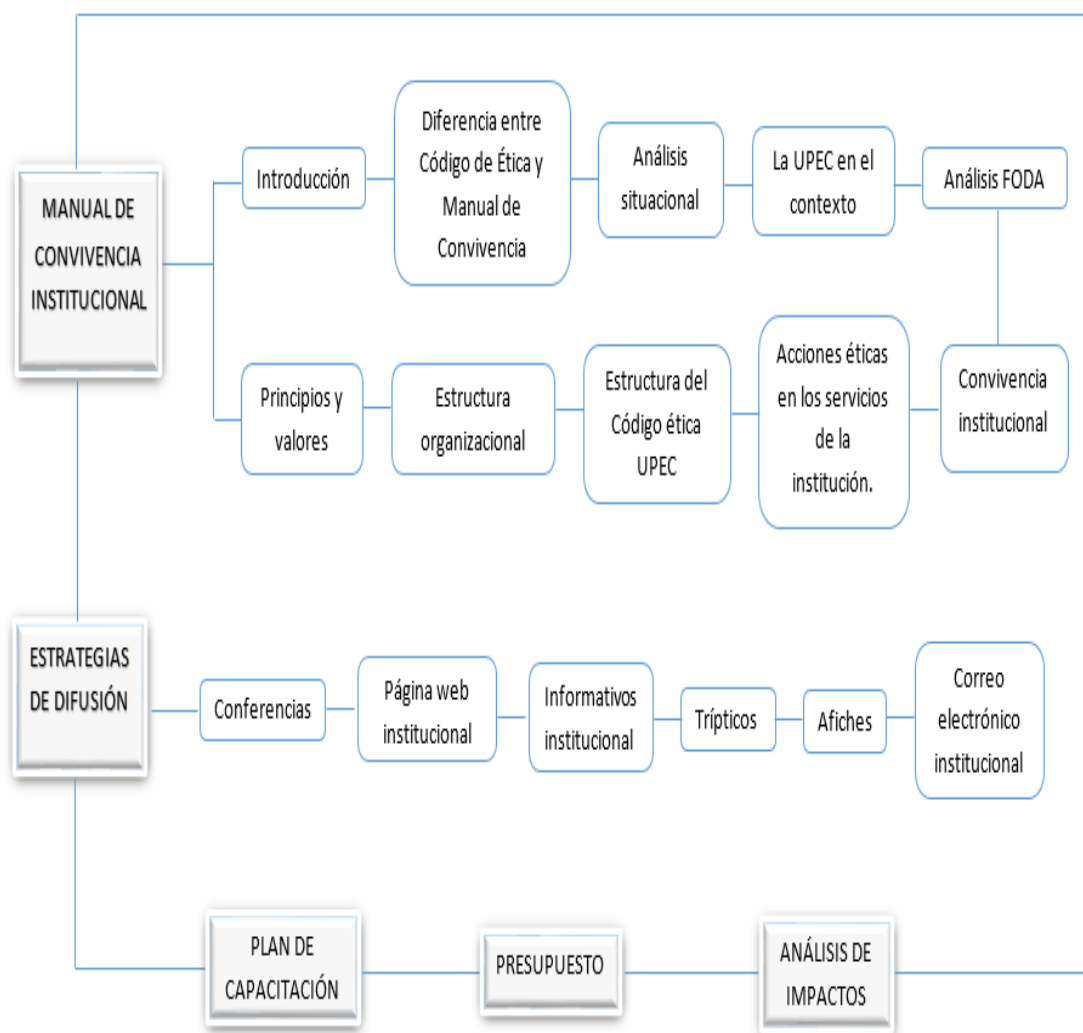 MANUAL DE
CONVIVENCIA
INSTITUCIONAL
Introducción
Diferencia entre
Código de Ética y
Manual de
Convivencia
Análisis
situacional
La UPEC en el
contexto
Análisis FODA
Principios y
valores
Estructura
organizacional
Estructura del
Código ética
UPEC
Acciones éticas
en los servicios
de la
institución.
Convivencia
institucional
ESTRATEGIAS
DE DIFUSIÓN
Conferencias
Página web
institucional
Informativos
institucional
Trípticos
Afiches
Correo
electrónico
institucional
PLAN DE
CAPACITACIÓN
PRESUPUESTO
ANÁLISIS DE
IMPACTOS